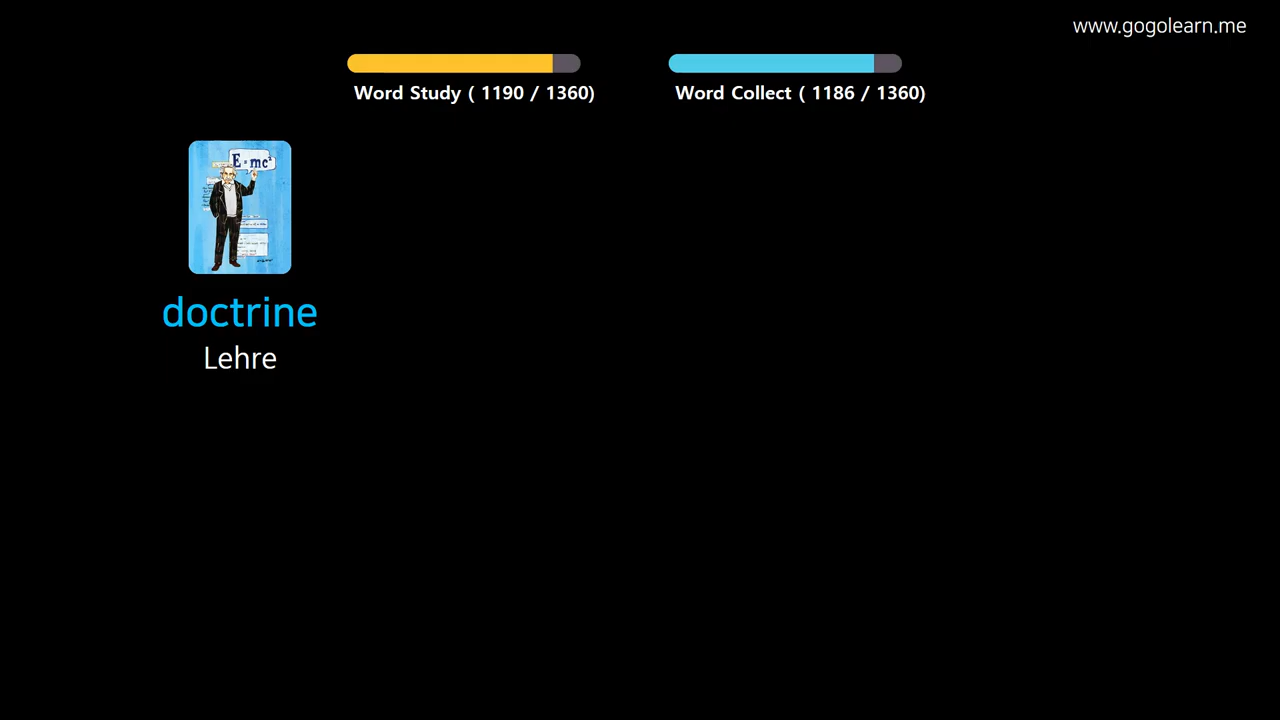 www.gogolearn.me
Word Study ( 1190 / 1360)
Word Collect ( 1186 / 1360)
E=mc²
doctrine
Lehre